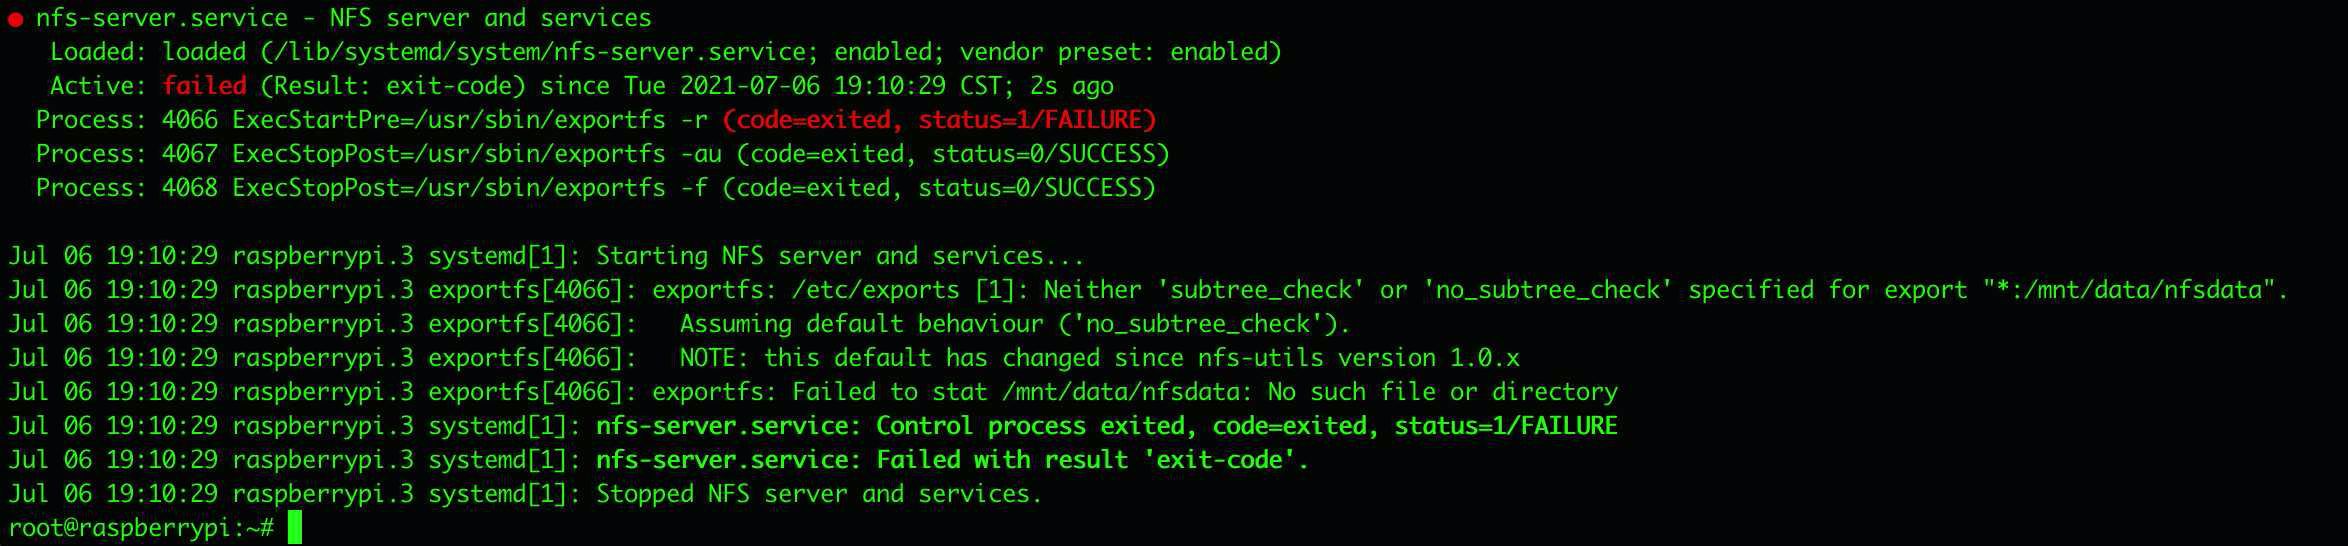 ● nfs-server.service - NFS server and services
   Loaded: loaded (/lib/systemd/system/nfs-server.service; enabled; vendor preset: enabled)
   Active: failed (Result: exit-code) since Tue 2021-07-06 19:10:29 CST; 2s ago
  Process: 4066 ExecStartPre=/usr/sbin/exportfs -r (code=exited, status=1/FAILURE)
  Process: 4067 ExecStopPost=/usr/sbin/exportfs -au (code=exited, status=0/SUCCESS)
  Process: 4068 ExecStopPost=/usr/sbin/exportfs -f (code=exited, status=0/SUCCESS)

Jul 06 19:10:29 raspberrypi.3 systemd[1]: Starting NFS server and services...
Jul 06 19:10:29 raspberrypi.3 exportfs[4066]: exportfs: /etc/exports [1]: Neither 'subtree_check' or 'no_subtree_check' specified for export "*:/mnt/data/nfsdata".
Jul 06 19:10:29 raspberrypi.3 exportfs[4066]:   Assuming default behaviour ('no_subtree_check').
Jul 06 19:10:29 raspberrypi.3 exportfs[4066]:   NOTE: this default has changed since nfs-utils version 1.0.x
Jul 06 19:10:29 raspberrypi.3 exportfs[4066]: exportfs: Failed to stat /mnt/data/nfsdata: No such file or directory
Jul 06 19:10:29 raspberrypi.3 systemd[1]: nfs-server.service: Control process exited, code=exited, status=1/FAILURE
Jul 06 19:10:29 raspberrypi.3 systemd[1]: nfs-server.service: Failed with result 'exit-code'.
Jul 06 19:10:29 raspberrypi.3 systemd[1]: Stopped NFS server and services.
root@raspberrypi:~#